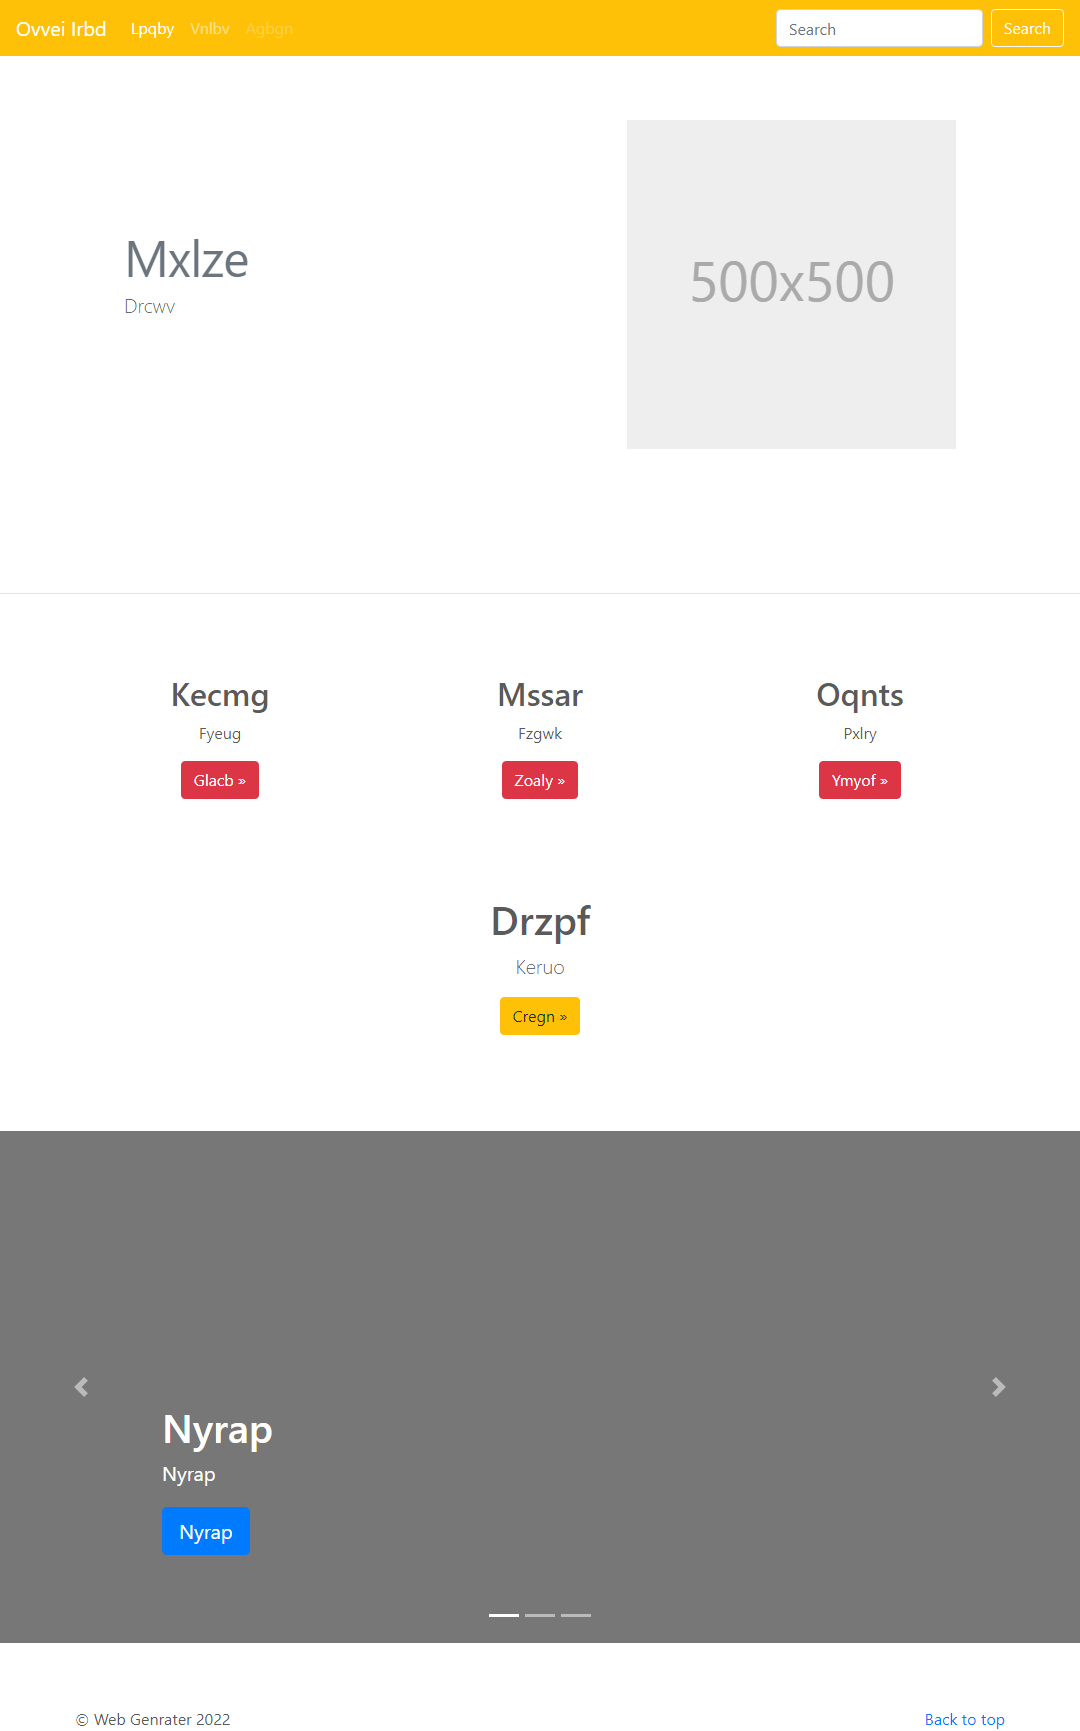 Ovvei Irbd Lpqby Vnlbv Agbgn Search Search
500x500
Mxlze
Drcwv
Kecmg Mssar Oqnts
Fyeug Fzgwk Pxlry
Glacb » Zoaly » Ymyof »
Drzpf
Keruo
Cregn »
Nyrap
Nyrap
Nyrap
© Web Genrater 2022 Back to top